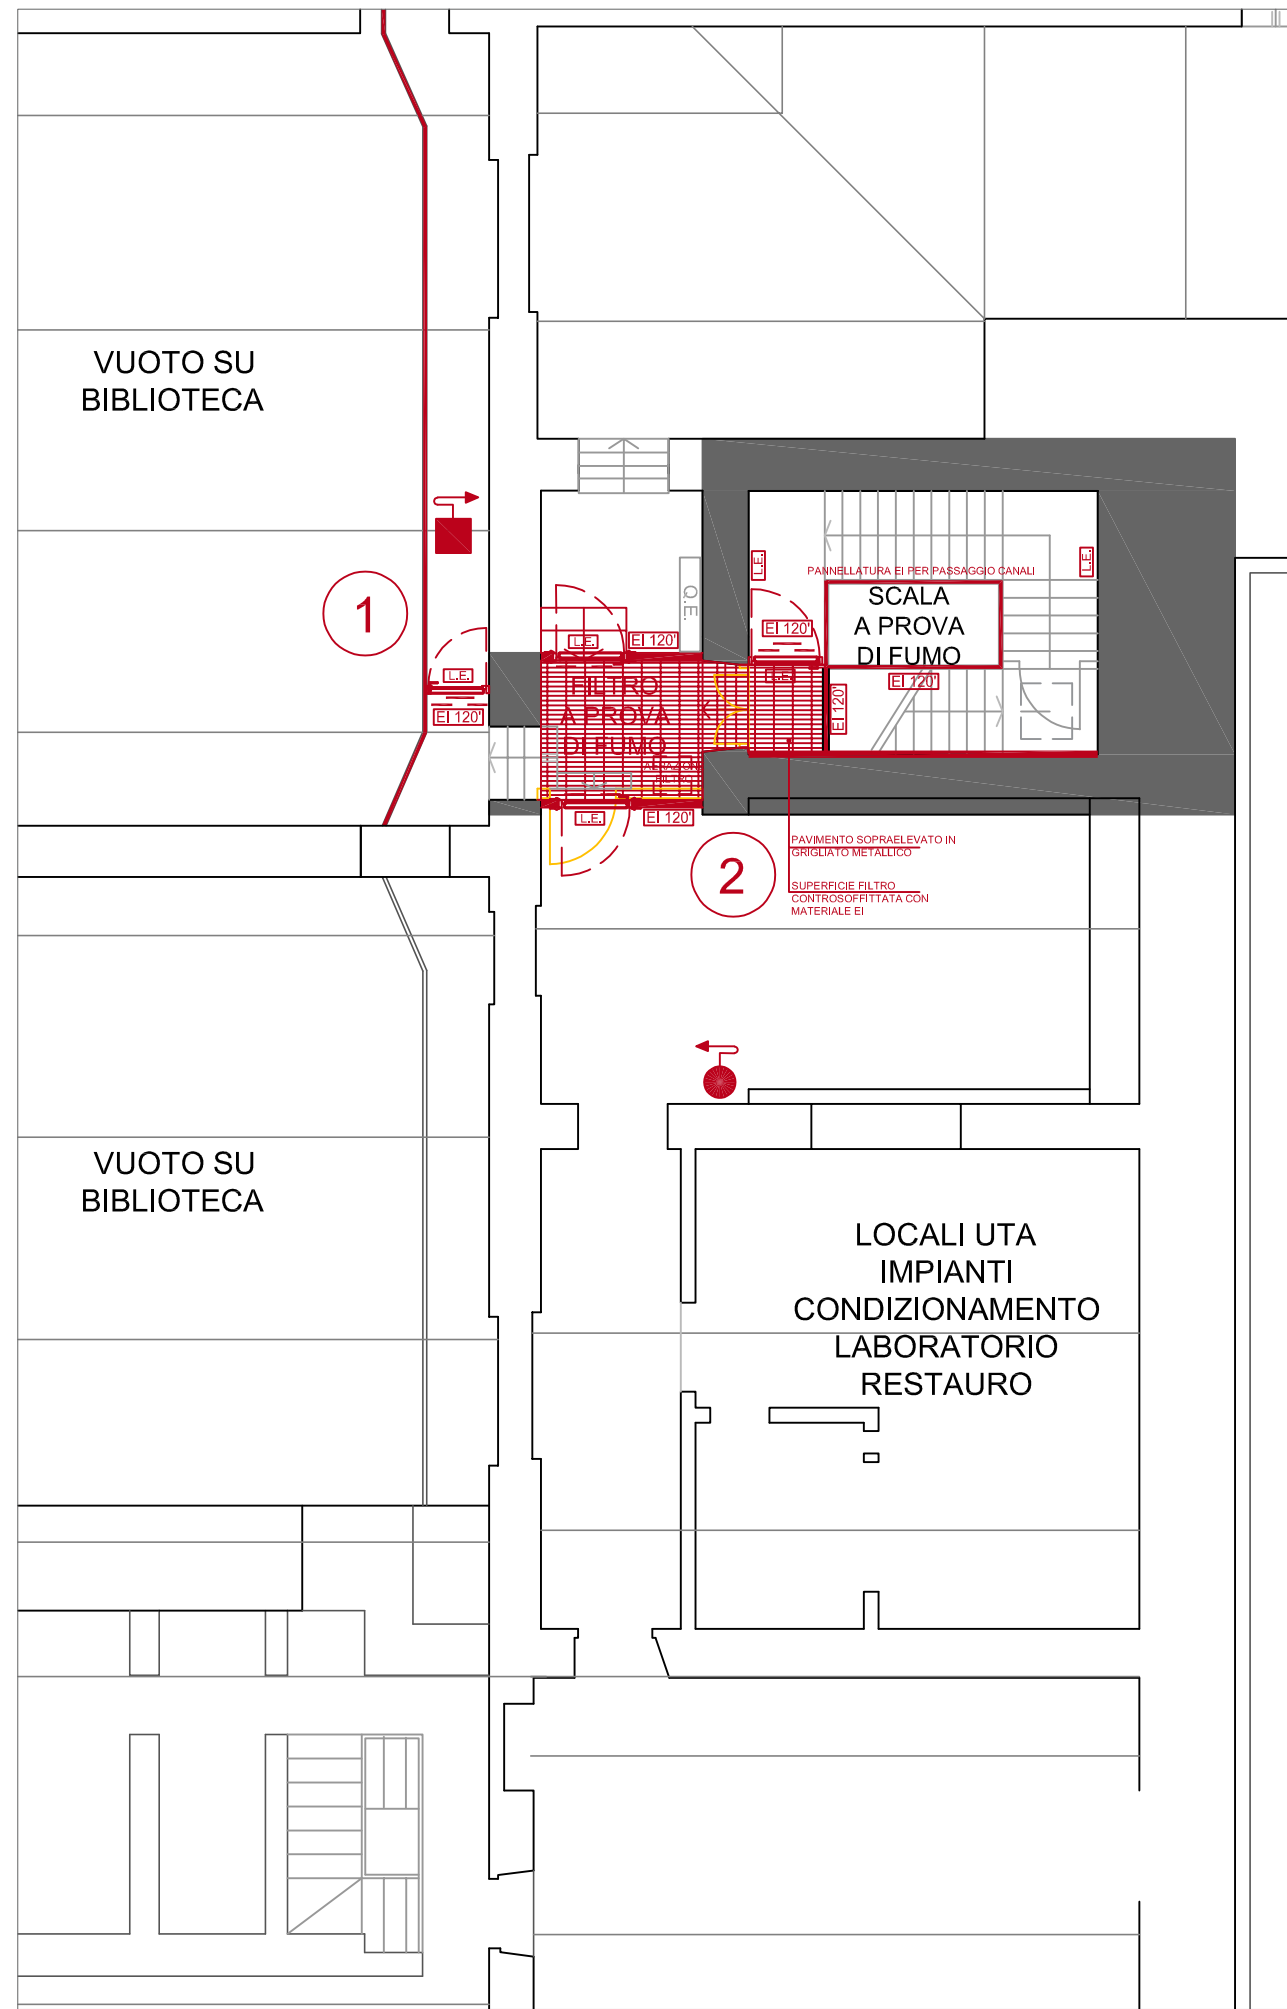 VUOTO SU
BIBLIOTECA
1
L.E.
EI 120'
Q.E.
L.E.
EI 120'
FILTRO
A PROVA
DI FUMO
AERAZIONE
FILTRO
L.E.
EI 120'
L.E.
L.E.
EI 120'
L.E.
PANNELLATURA EI PER PASSAGGIO CANALI
SCALA
A PROVA
DI FUMO
EI 120'
EI 120'
2
PAVIMENTO SOPRAELEVATO IN
GRIGLIATO METALLICO
SUPERFICIE FILTRO
CONTROSOFFITTATA CON
MATERIALE EI
VUOTO SU
BIBLIOTECA
LOCALI UTA
IMPIANTI
CONDIZIONAMENTO
LABORATORIO
RESTAURO